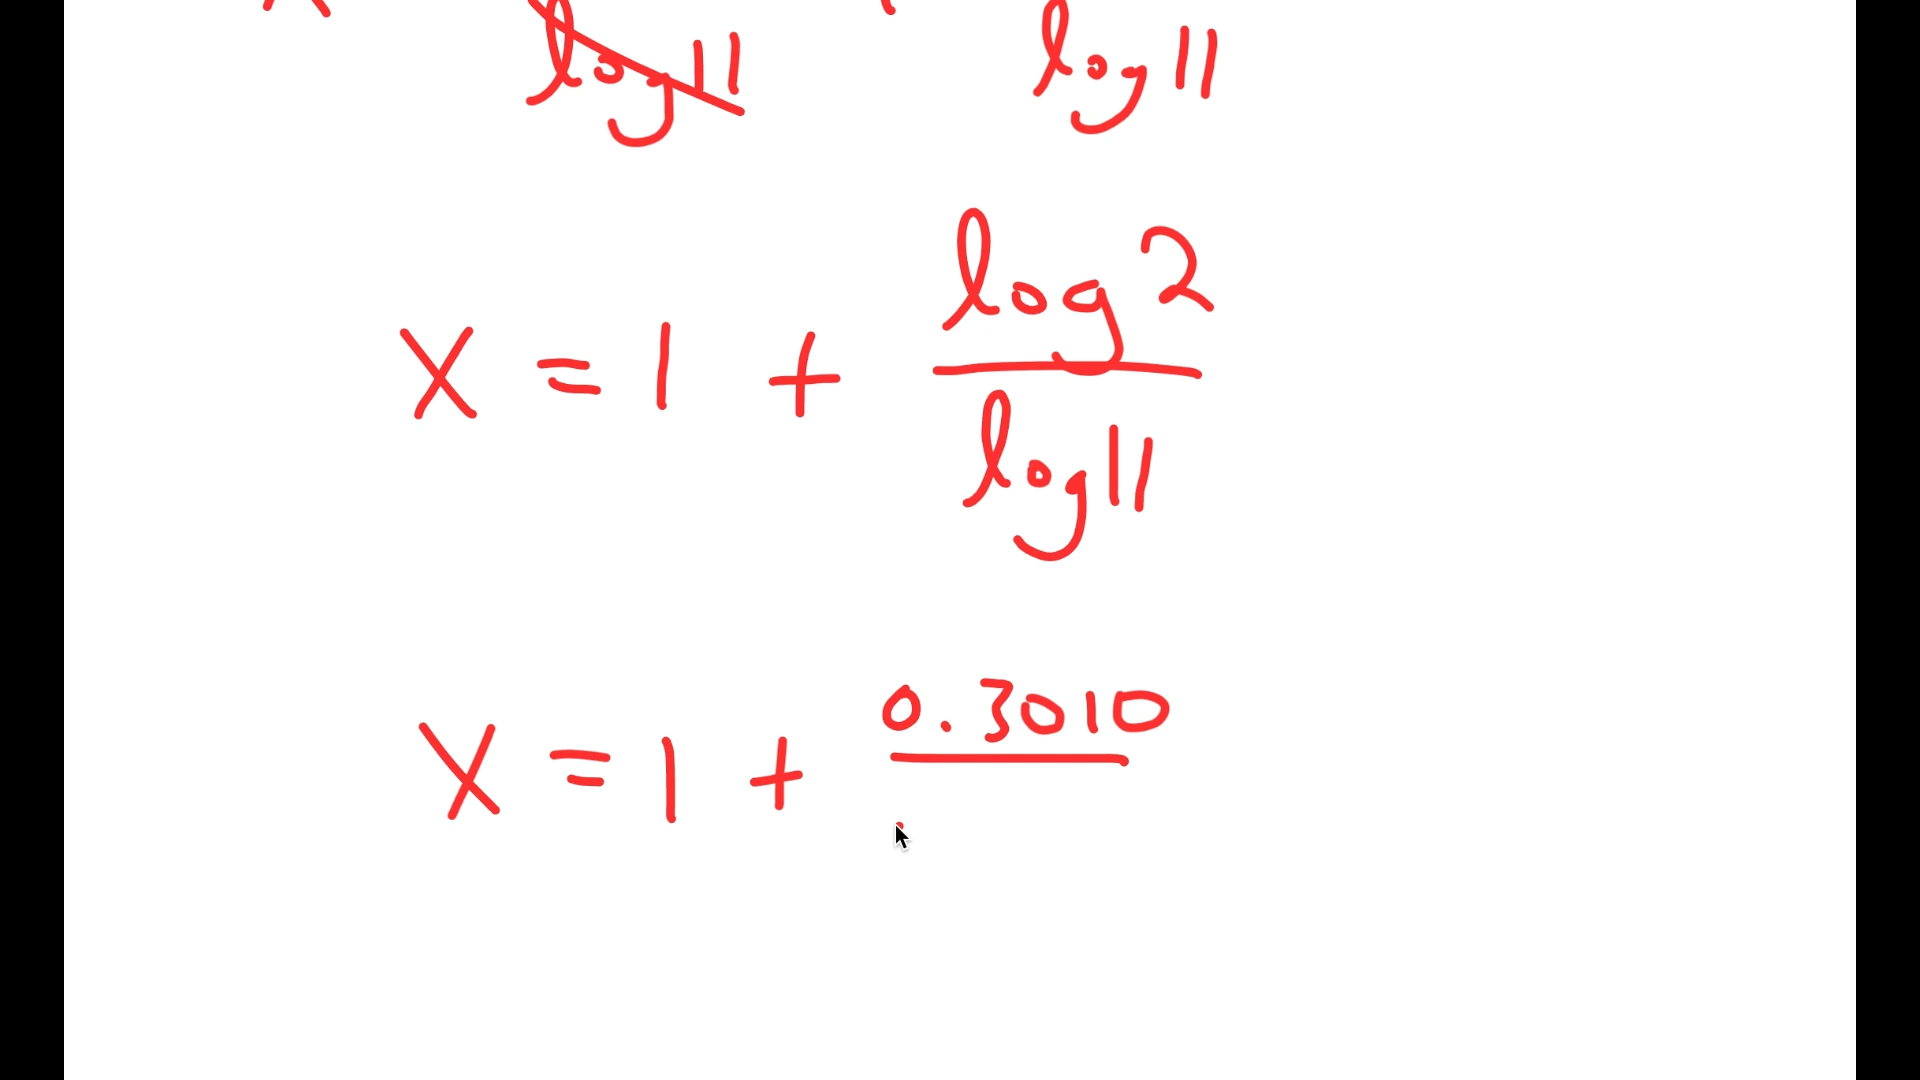 log11 log11
X = 1 + log2
log11
X = 1 + 0.3010